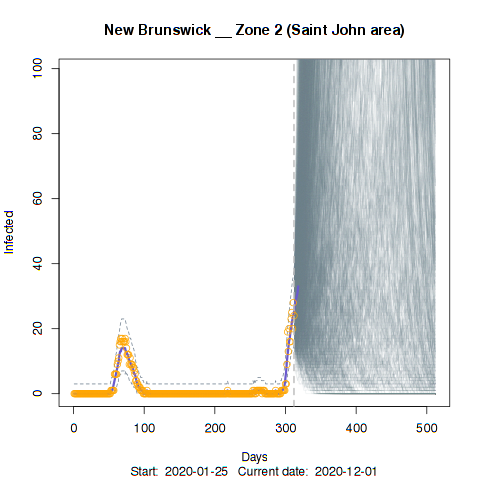 New Brunswick __ Zone 2 (Saint John area)
100
80
60
40
20
0
Infected
0 100 200 300 400 500
Days
Start: 2020-01-25 Current date: 2020-12-01